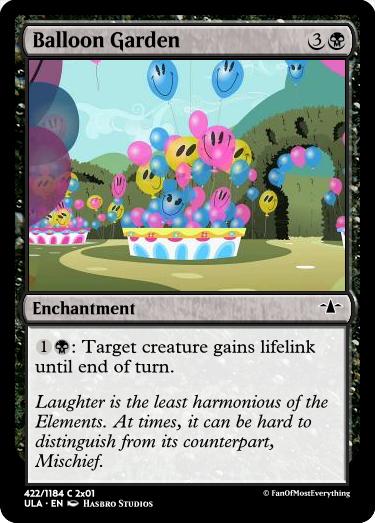 Balloon Garden 3
Enchantment
1: Target creature gains lifelink
until end of turn.
Laughter is the least harmonious of the
Elements. At times, it can be hard to
distinguish from its counterpart,
Mischief.
422/1184 C 2x01
ULA · EN HASBRO STUDIOS
© FanOfMostEverything